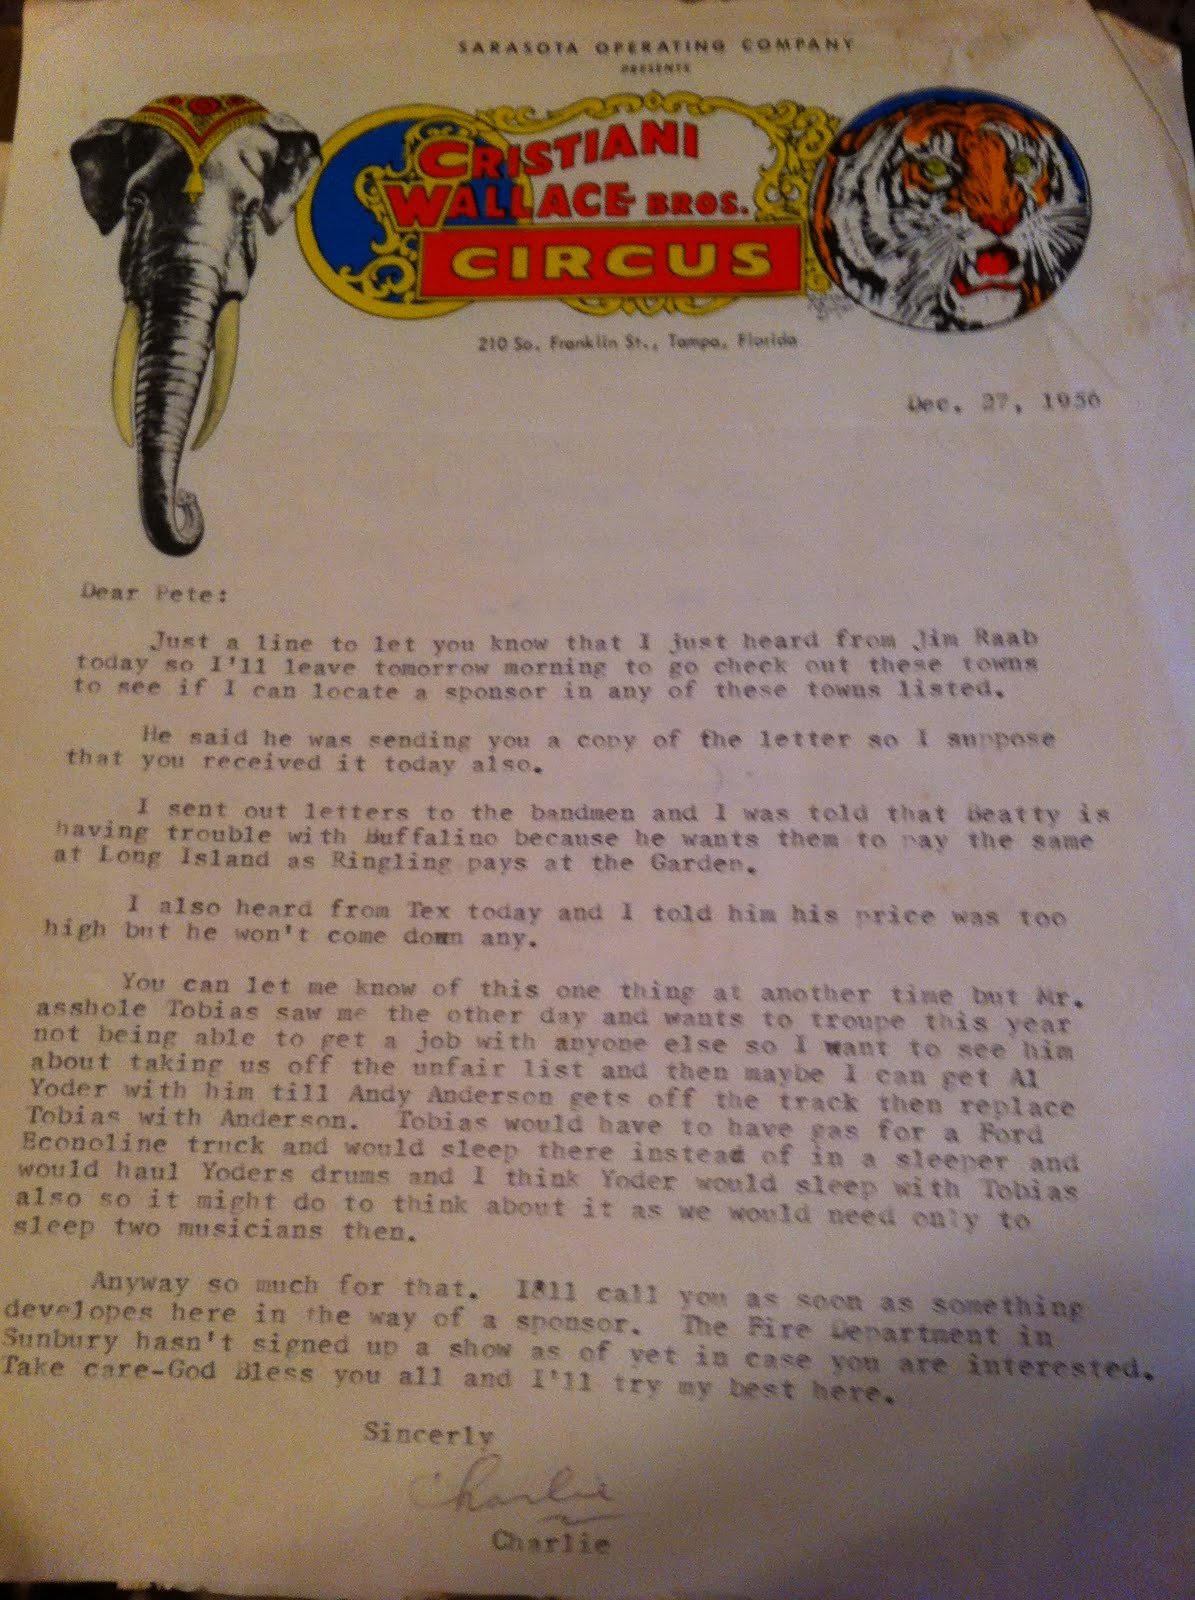 SARASOTA OPERATING COMPANY
PRESENTS
CRISTIANI
WALLACE BROS.
CIRCUS
210 So. Franklin St., Tampa, Florida
Dec. 27, 1956
Dear Pete:
Just a line to let you know that I just heard from Jim Raab
today so I'll leave tomorrow morning to go check out these towns
to see if I can locate a sponsor in any of these towns listed.
He said he was sending you a copy of the letter so I suppose
that you received it today also.
I sent out letters to the bandmen and I was told that Beatty is
having trouble with Buffalino because he wants them to pay the same
at Long Island as Ringling pays at the Garden.
I also heard from Tex today and I told him his price was too
high but he won't come down any.
You can let me know of this one thing at another time but Mr.
asshole Tobias saw me the other day and wants to troupe this year
not being able to get a job with anyone else so I want to see him
about taking us off the unfair list and then maybe I can get Al
Yoder with him till Andy Anderson gets off the track then replace
Tobias with Anderson. Tobias would have to have gas for a Ford
Econoline truck and would sleep there instead of in a sleeper and
would haul Yoders drums and I think Yoder would sleep with Tobias
also so it might do to think about it as we would need only to
sleep two musicians then.
Anyway so much for that. I'll call you as soon as something
developes here in the way of a sponsor. The Fire Department in
Sunbury hasn't signed up a show as of yet in case you are interested.
Take care-God Bless you all and I'll try my best here.
Sincerly
Charlie
Charlie